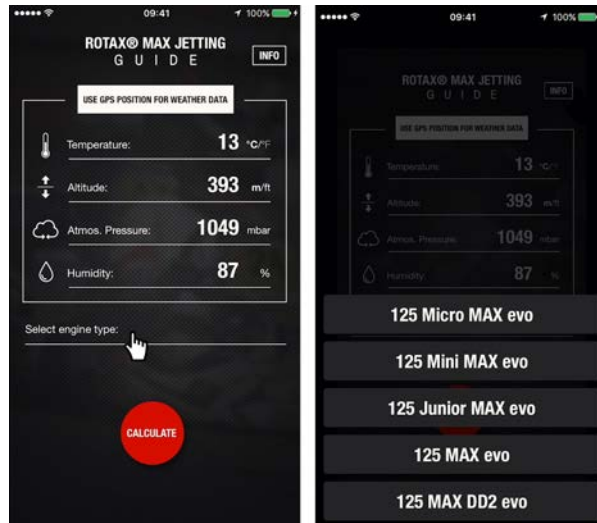 09:41
100%
ROTAX® MAX JETTING
GUIDE
INFO
USE GPS POSITION FOR WEATHER DATA
Temperature: 13 °C/°F
Altitude: 393 m/ft
Atmos. Pressure: 1049 mbar
Humidity: 87 %
Select engine type:
CALCULATE
09:41
100%
ROTAX® MAX JETTING
GUIDE
INFO
USE GPS POSITION FOR WEATHER DATA
Temperature: 13 °C/°F
Altitude: 393 m/ft
Atmos. Pressure: 1049 mbar
Humidity: 87 %
125 Micro MAX evo
125 Mini MAX evo
125 Junior MAX evo
125 MAX evo
125 MAX DD2 evo